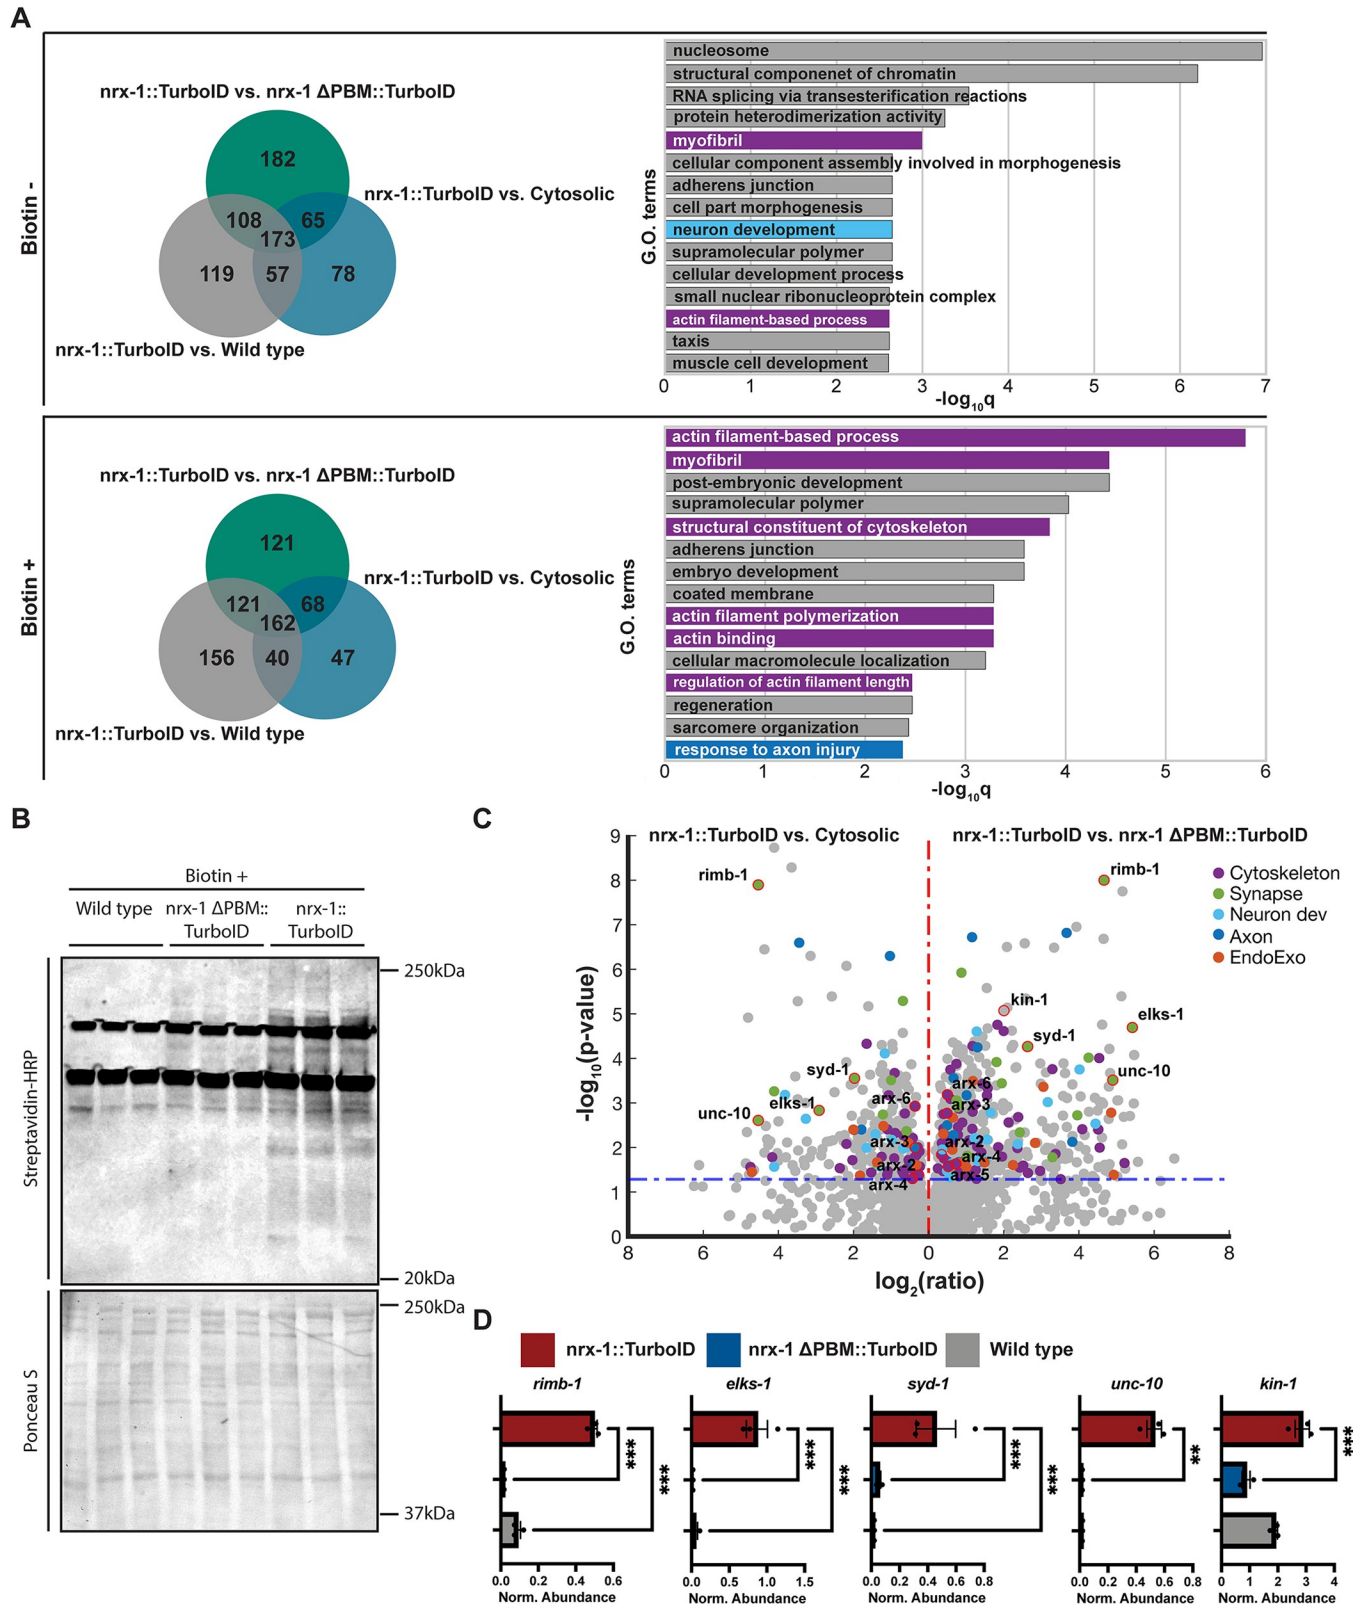 A
Biotin -
nrx-1::TurboID vs. nrx-1 ΔPBM::TurboID
182
nrx-1::TurboID vs. Cytosolic
108
65
173
119
57
78
nrx-1::TurboID vs. Wild type
G.O. terms
nucleosome
structural componenet of chromatin
RNA splicing via transesterification reactions
protein heterodimerization activity
myofibril
cellular component assembly involved in morphogenesis
adherens junction
cell part morphogenesis
neuron development
supramolecular polymer
cellular development process
small nuclear ribonucleoprotein complex
actin filament-based process
taxis
muscle cell development
0 1 2 3 4 5 6 7
-log10q
Biotin +
nrx-1::TurboID vs. nrx-1 ΔPBM::TurboID
121
nrx-1::TurboID vs. Cytosolic
121
68
162
156
40
47
nrx-1::TurboID vs. Wild type
G.O. terms
actin filament-based process
myofibril
post-embryonic development
supramolecular polymer
structural constituent of cytoskeleton
adherens junction
embryo development
coated membrane
actin filament polymerization
actin binding
cellular macromolecule localization
regulation of actin filament length
regeneration
sarcomere organization
response to axon injury
0 1 2 3 4 5 6
-log10q
B
Biotin +
Wild type
nrx-1 ΔPBM::
TurboID
nrx-1::
TurboID
Streptavidin-HRP
250kDa
20kDa
Ponceau S
250kDa
37kDa
C
nrx-1::TurboID vs. Cytosolic
nrx-1::TurboID vs. nrx-1 ΔPBM::TurboID
-log10(p-value)
9
8
7
6
5
4
3
2
1
0
rimb-1
syd-1
elks-1
unc-10
arx-6
arx-3
arx-2
arx-4
rimb-1
kin-1
elks-1
syd-1
unc-10
arx-6
arx-3
arx-2
arx-4
arx-5
Cytoskeleton
Synapse
Neuron dev
Axon
EndoExo
8 6 4 2 0 2 4 6 8
log2(ratio)
D
nrx-1::TurboID
nrx-1 ΔPBM::TurboID
Wild type
rimb-1
***
***
0.0 0.2 0.4 0.6
Norm. Abundance
elks-1
***
***
0.0 0.5 1.0 1.5
Norm. Abundance
syd-1
***
***
0.0 0.2 0.4 0.6 0.8
Norm. Abundance
unc-10
**
0.0 0.2 0.4 0.6 0.8
Norm. Abundance
kin-1
***
0 1 2 3 4
Norm. Abundance